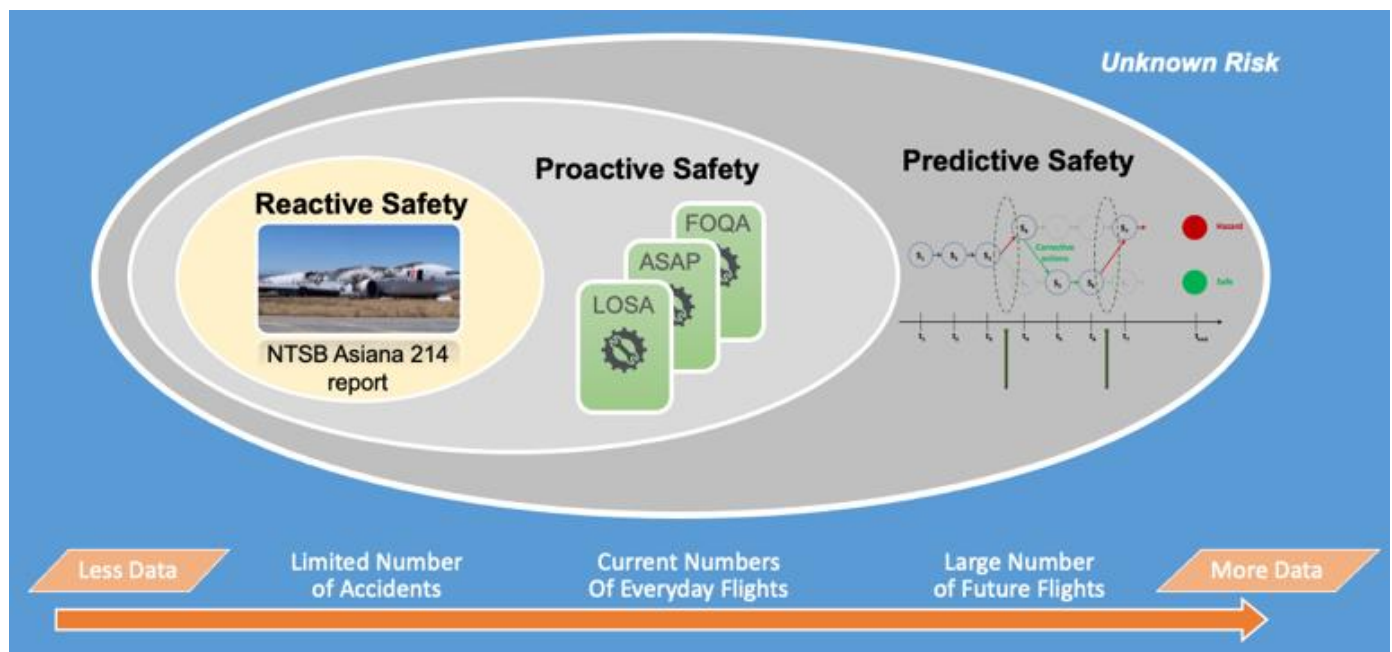 Unknown Risk
Predictive Safety
Proactive Safety
Reactive Safety
NTSB Asiana 214
report
FOQA
ASAP
LOSA
Corrective
actions
Hazard
Safe
Less Data
Limited Number
of Accidents
Current Numbers
Of Everyday Flights
Large Number
of Future Flights
More Data